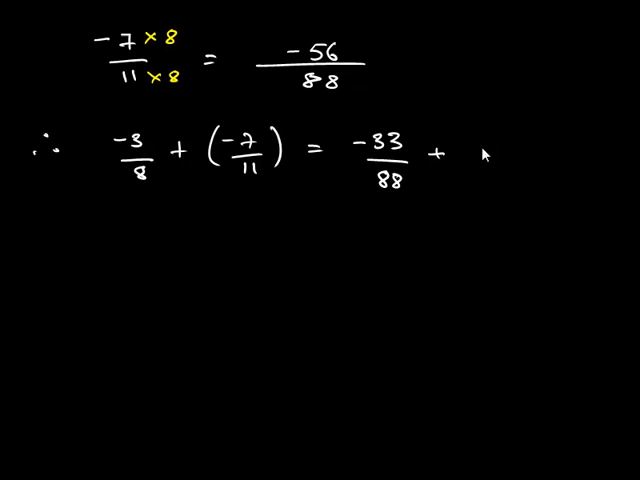 -7 × 8 / 11 × 8 = -56 / 88
∴ -3/8 + (-7/11) = -33/88 +